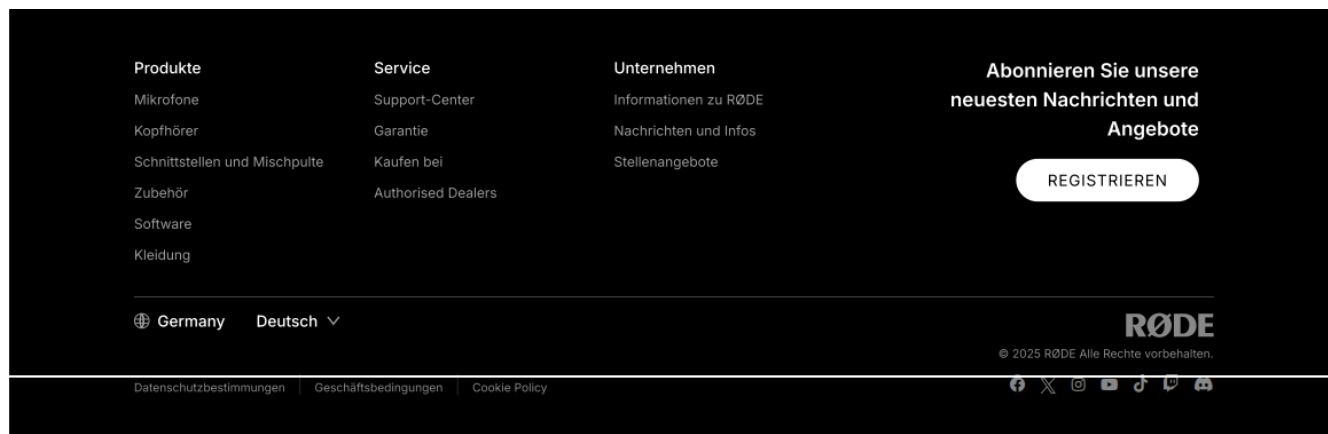 Produkte
Mikrofone
Kopfhörer
Schnittstellen und Mischpulte
Zubehör
Software
Kleidung
Service
Support-Center
Garantie
Kaufen bei
Authorised Dealers
Unternehmen
Informationen zu RØDE
Nachrichten und Infos
Stellenangebote
Abonnieren Sie unsere
neuesten Nachrichten und
Angebote
REGISTRIEREN
Germany Deutsch
RØDE
© 2025 RØDE Alle Rechte vorbehalten.
Datenschutzbestimmungen Geschäftsbedingungen Cookie Policy